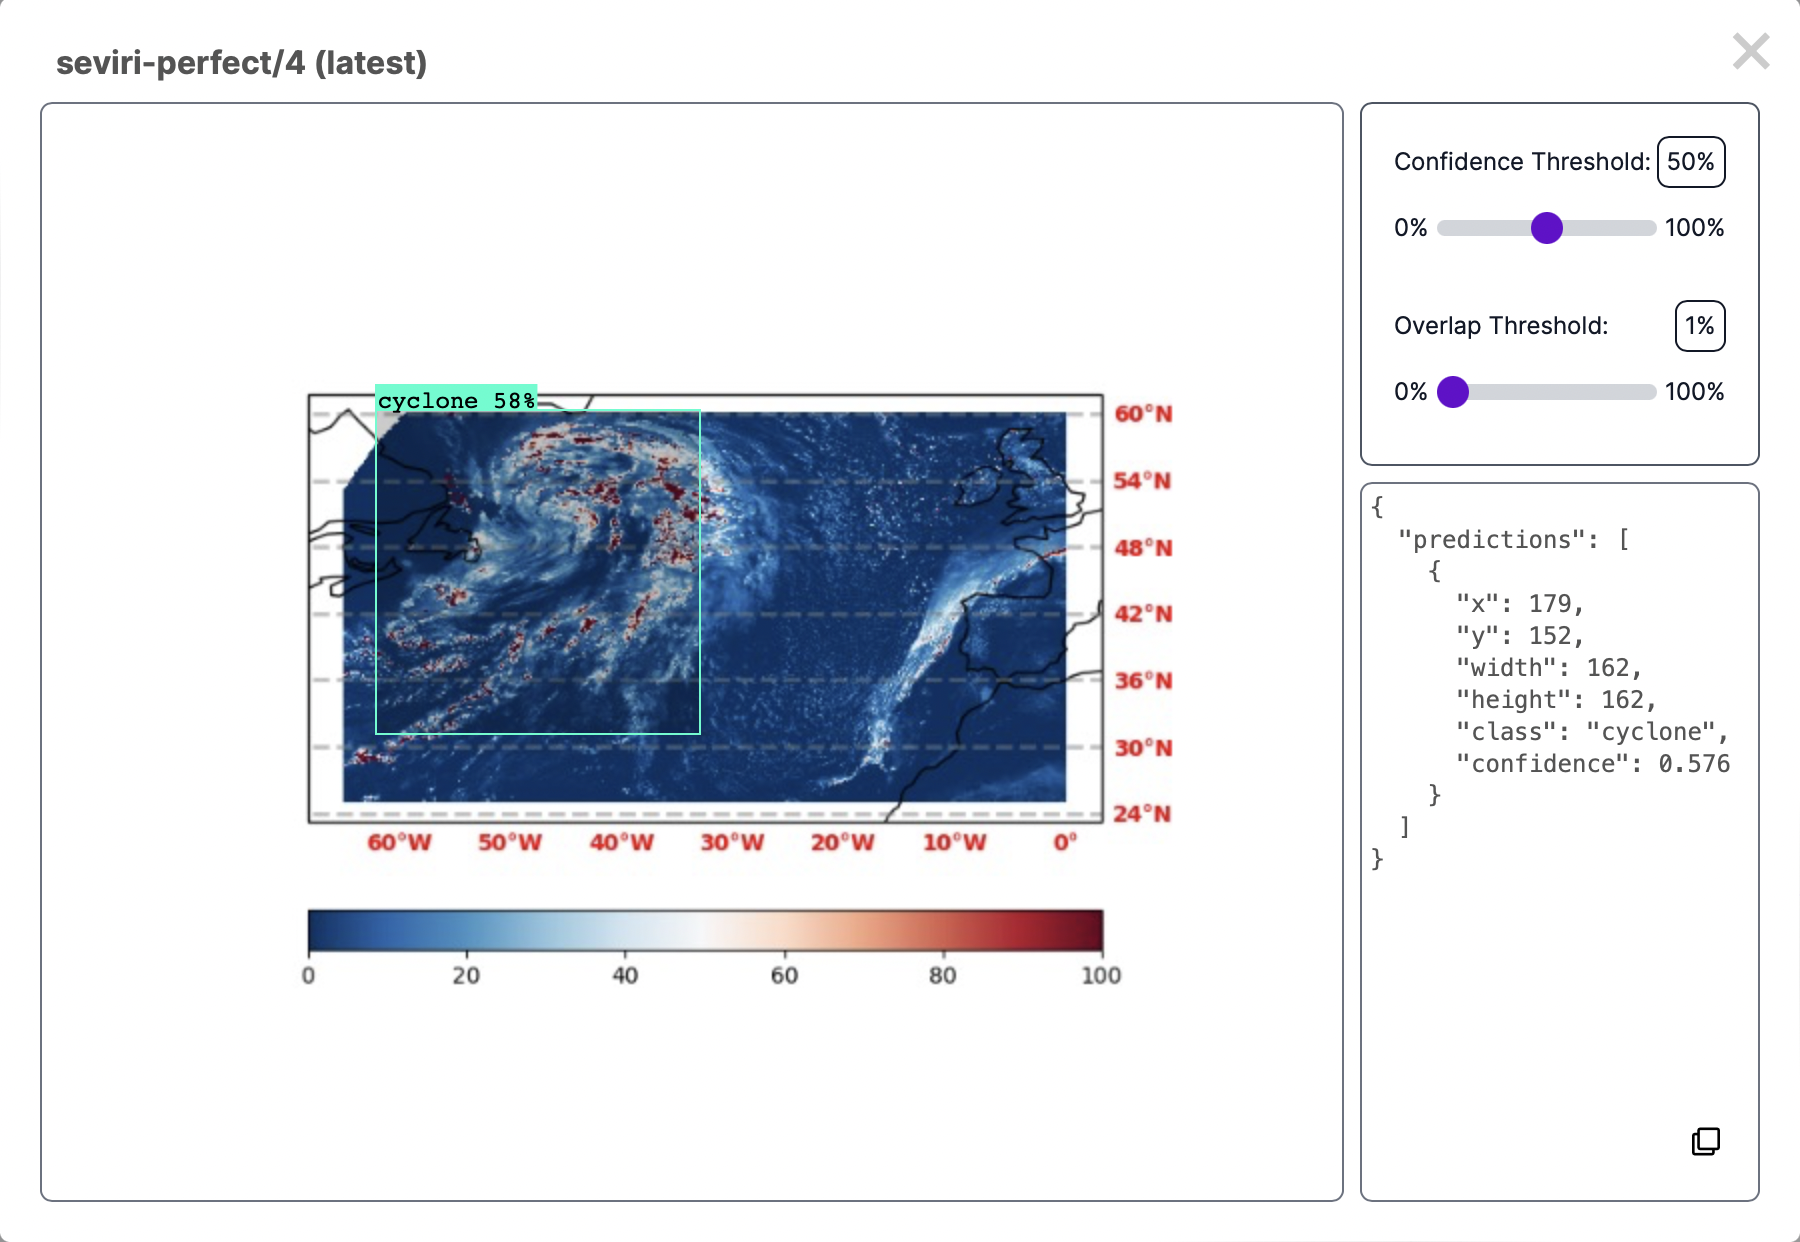 seviri-perfect/4 (latest)
cyclone 58%
60°N
54°N
48°N
42°N
36°N
30°N
24°N
60°W 50°W 40°W 30°W 20°W 10°W 0°
0 20 40 60 80 100
Confidence Threshold: 50%
0% 100%
Overlap Threshold: 1%
0% 100%
{
"predictions": [
{
"x": 179,
"y": 152,
"width": 162,
"height": 162,
"class": "cyclone",
"confidence": 0.576
}
]
}